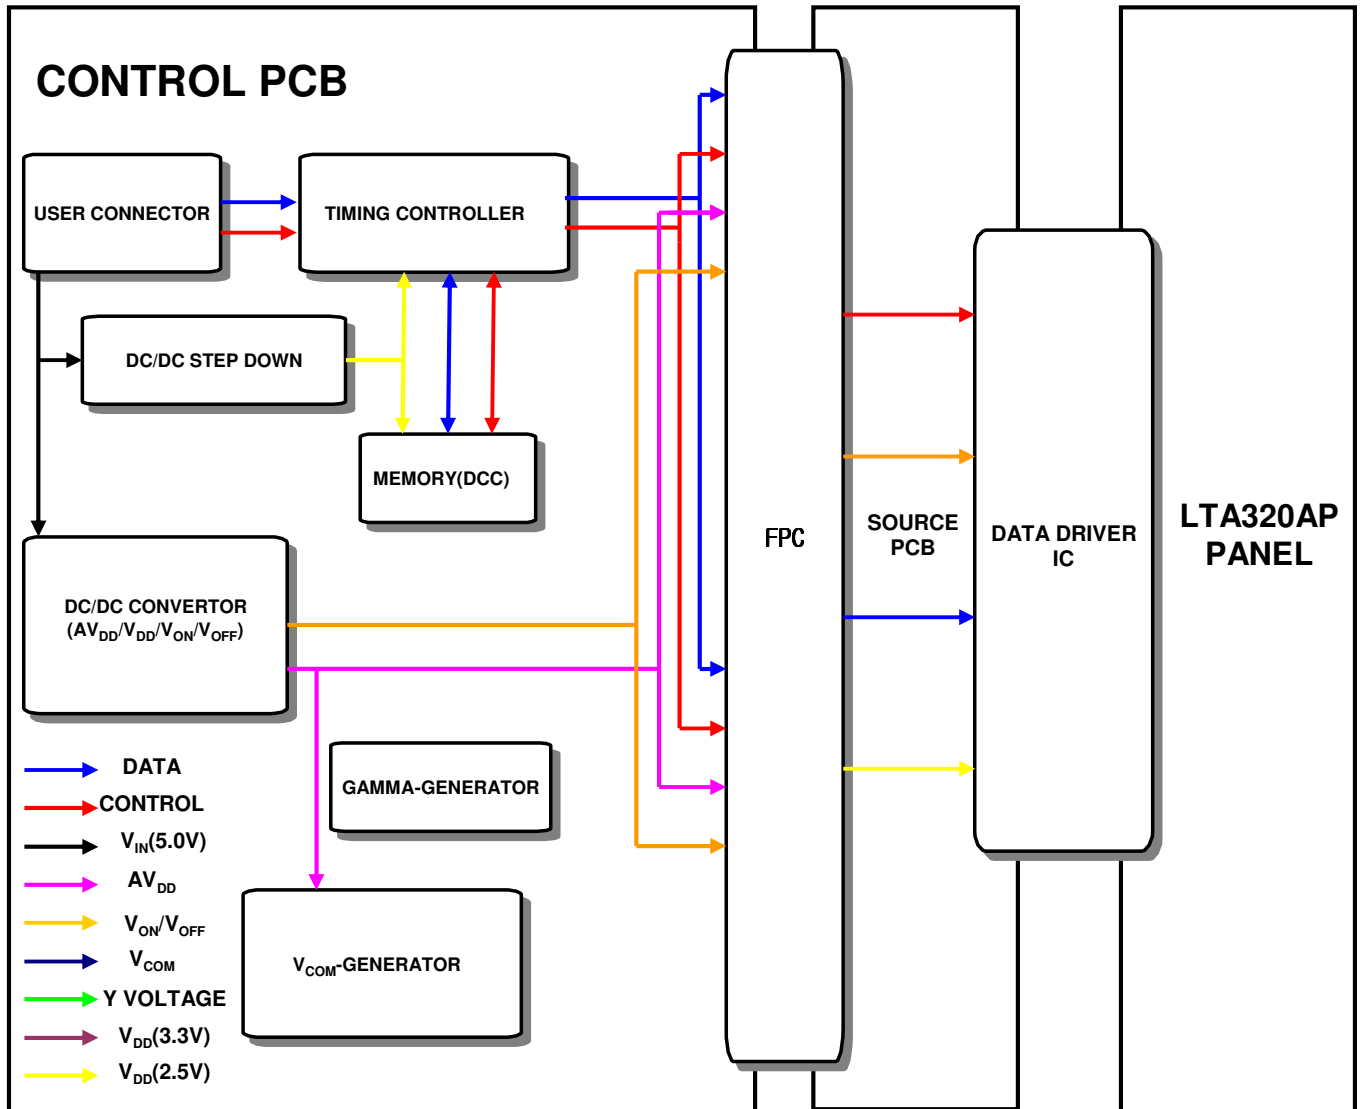 CONTROL PCB
USER CONNECTOR
TIMING CONTROLLER
DC/DC STEP DOWN
MEMORY(DCC)
DC/DC CONVERTOR
(AVDD/VDD/VON/VOFF)
GAMMA-GENERATOR
VCOM-GENERATOR
DATA
CONTROL
VIN(5.0V)
AVDD
VON/VOFF
VCOM
Y VOLTAGE
VDD(3.3V)
VDD(2.5V)
FPC
SOURCE
PCB
DATA DRIVER
IC
LTA320AP
PANEL